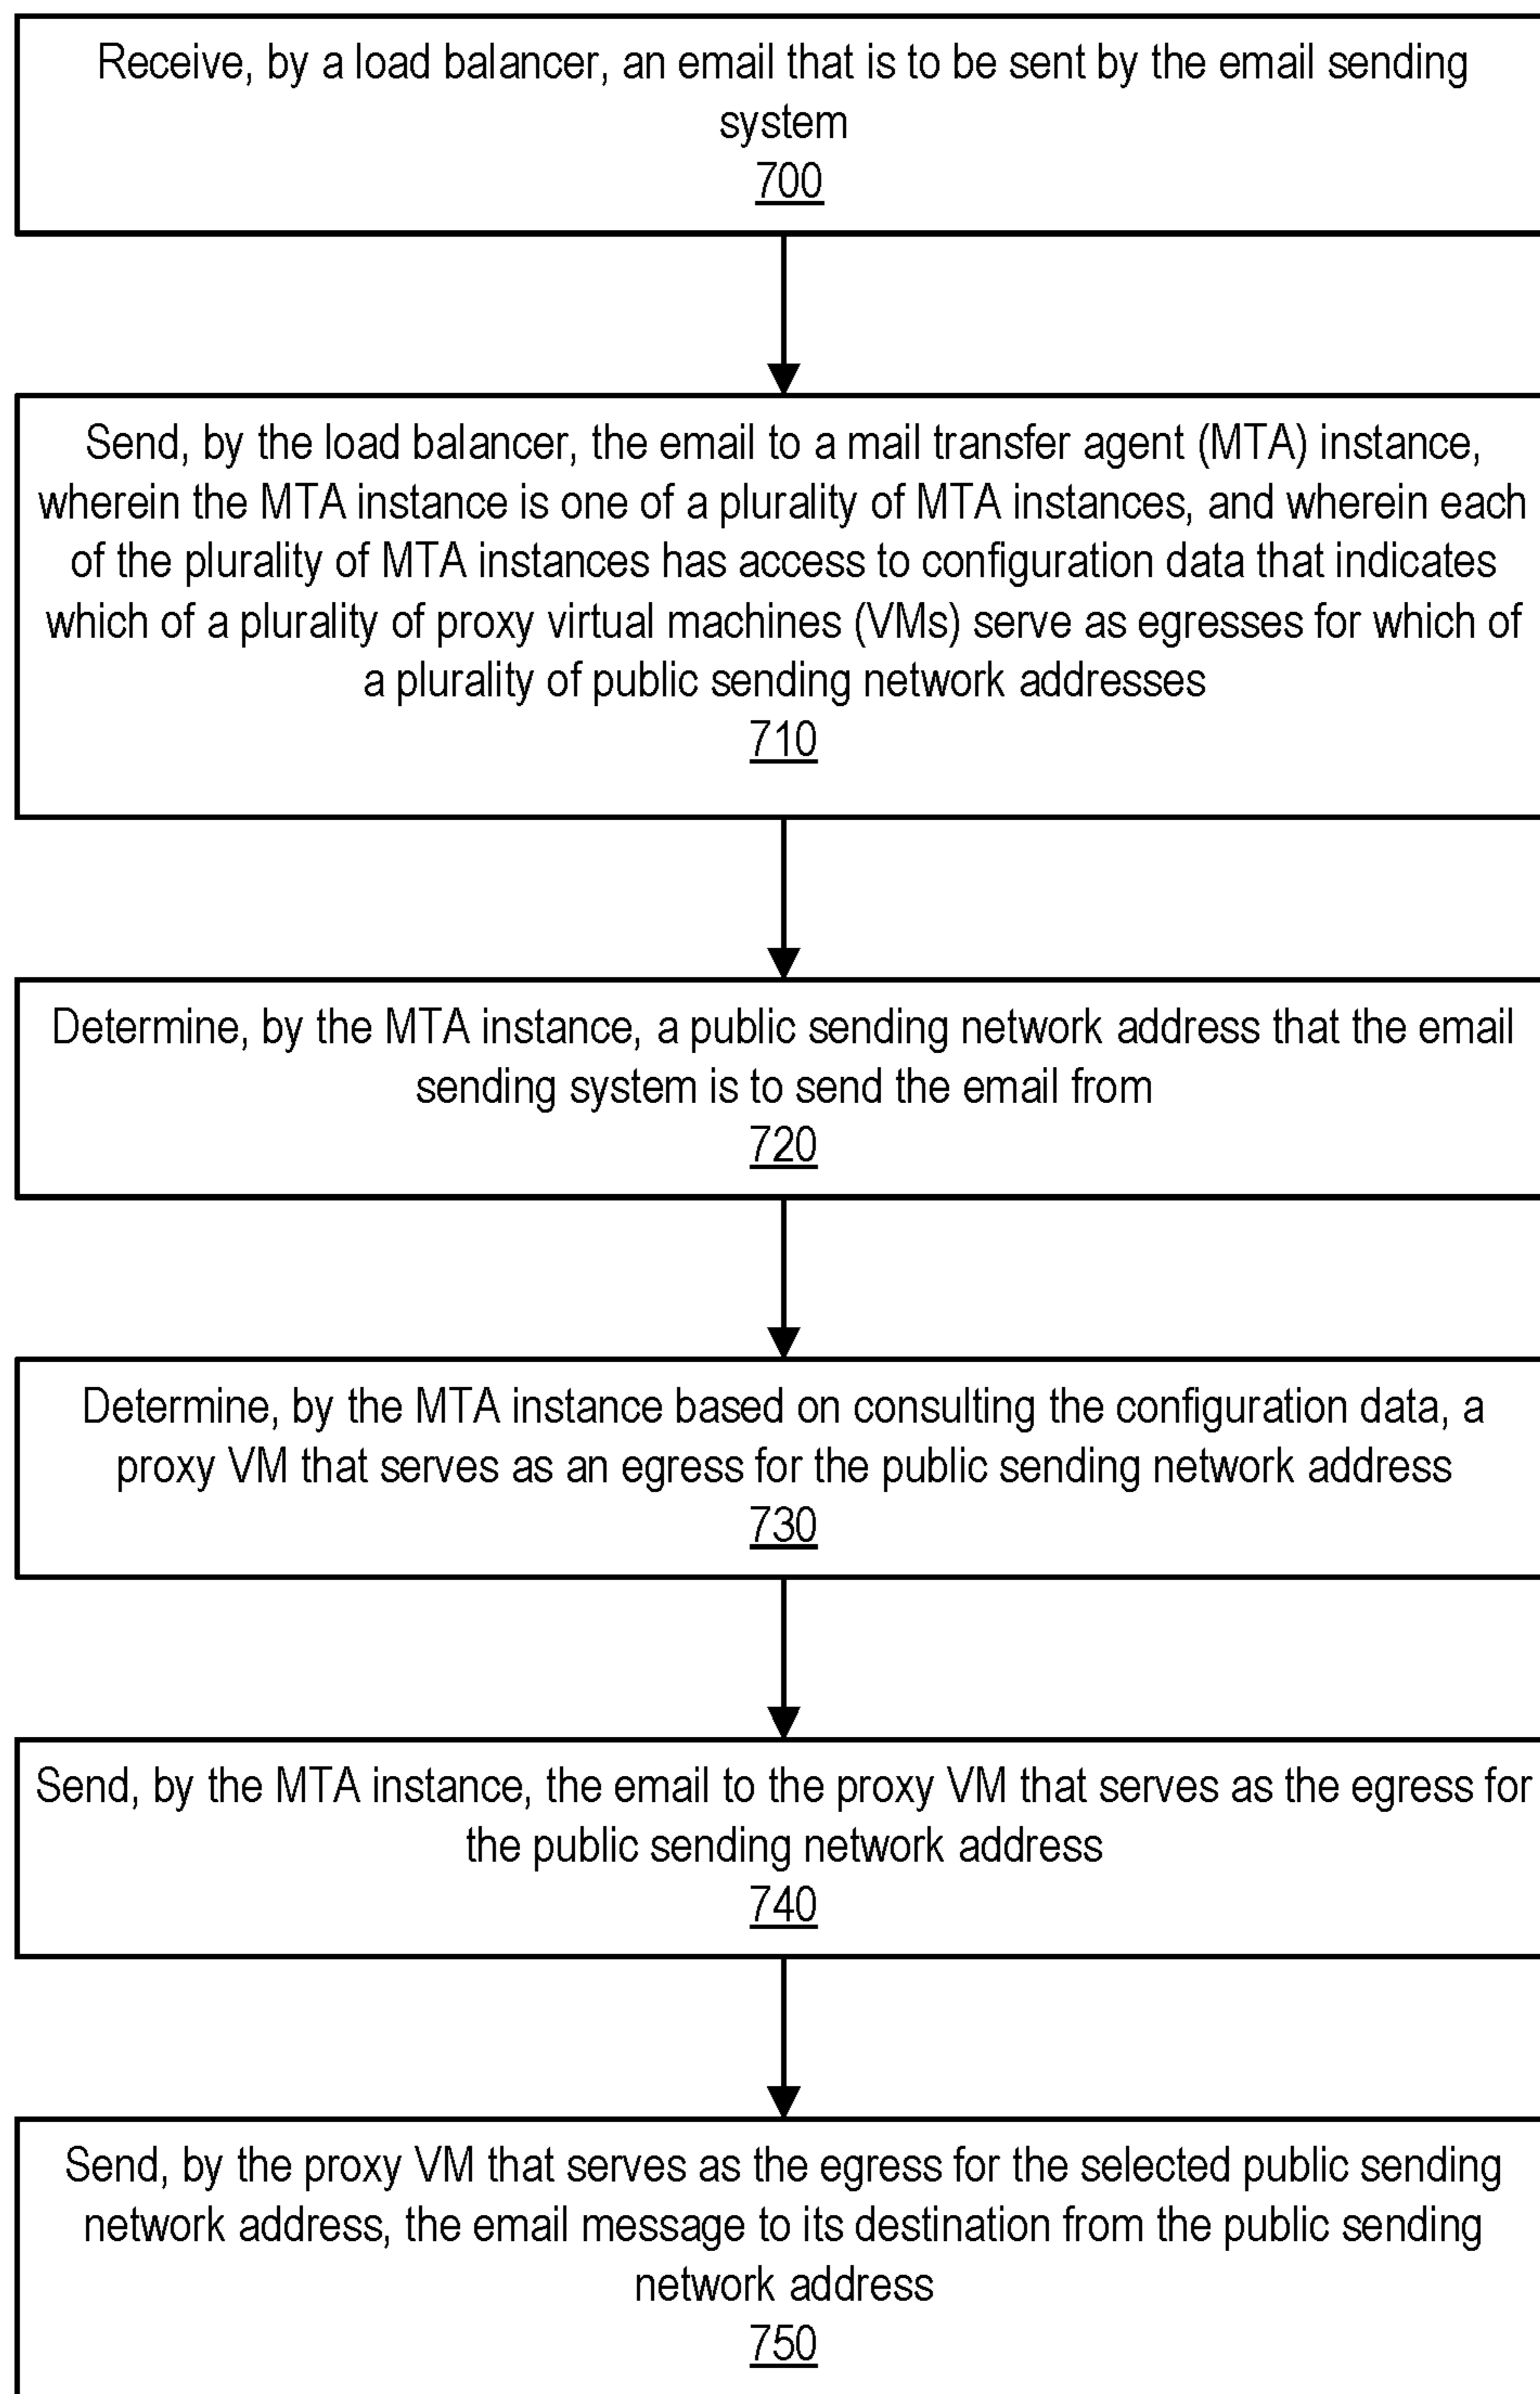 Receive, by a load balancer, an email that is to be sent by the email sending
system
700
Send, by the load balancer, the email to a mail transfer agent (MTA) instance,
wherein the MTA instance is one of a plurality of MTA instances, and wherein each
of the plurality of MTA instances has access to configuration data that indicates
which of a plurality of proxy virtual machines (VMs) serve as egresses for which of
a plurality of public sending network addresses
710
Determine, by the MTA instance, a public sending network address that the email
sending system is to send the email from
720
Determine, by the MTA instance based on consulting the configuration data, a
proxy VM that serves as an egress for the public sending network address
730
Send, by the MTA instance, the email to the proxy VM that serves as the egress for
the public sending network address
740
Send, by the proxy VM that serves as the egress for the selected public sending
network address, the email message to its destination from the public sending
network address
750